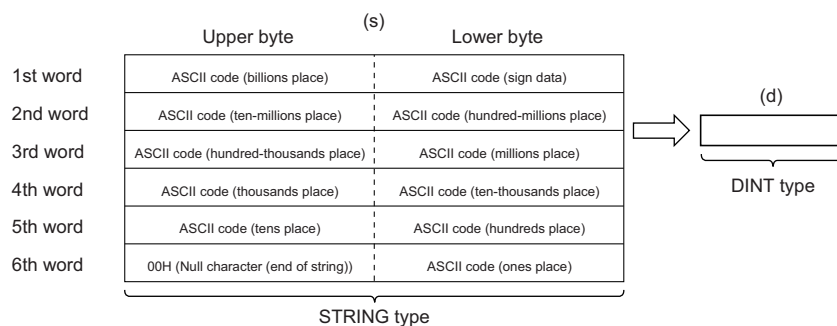 (s)
Upper byte Lower byte
1st word ASCII code (billions place) ASCII code (sign data)
(d)
2nd word ASCII code (ten-millions place) ASCII code (hundred-millions place)
3rd word ASCII code (hundred-thousands place) ASCII code (millions place)
4th word ASCII code (thousands place) ASCII code (ten-thousands place)
DINT type
5th word ASCII code (tens place) ASCII code (hundreds place)
6th word 00H (Null character (end of string)) ASCII code (ones place)
STRING type